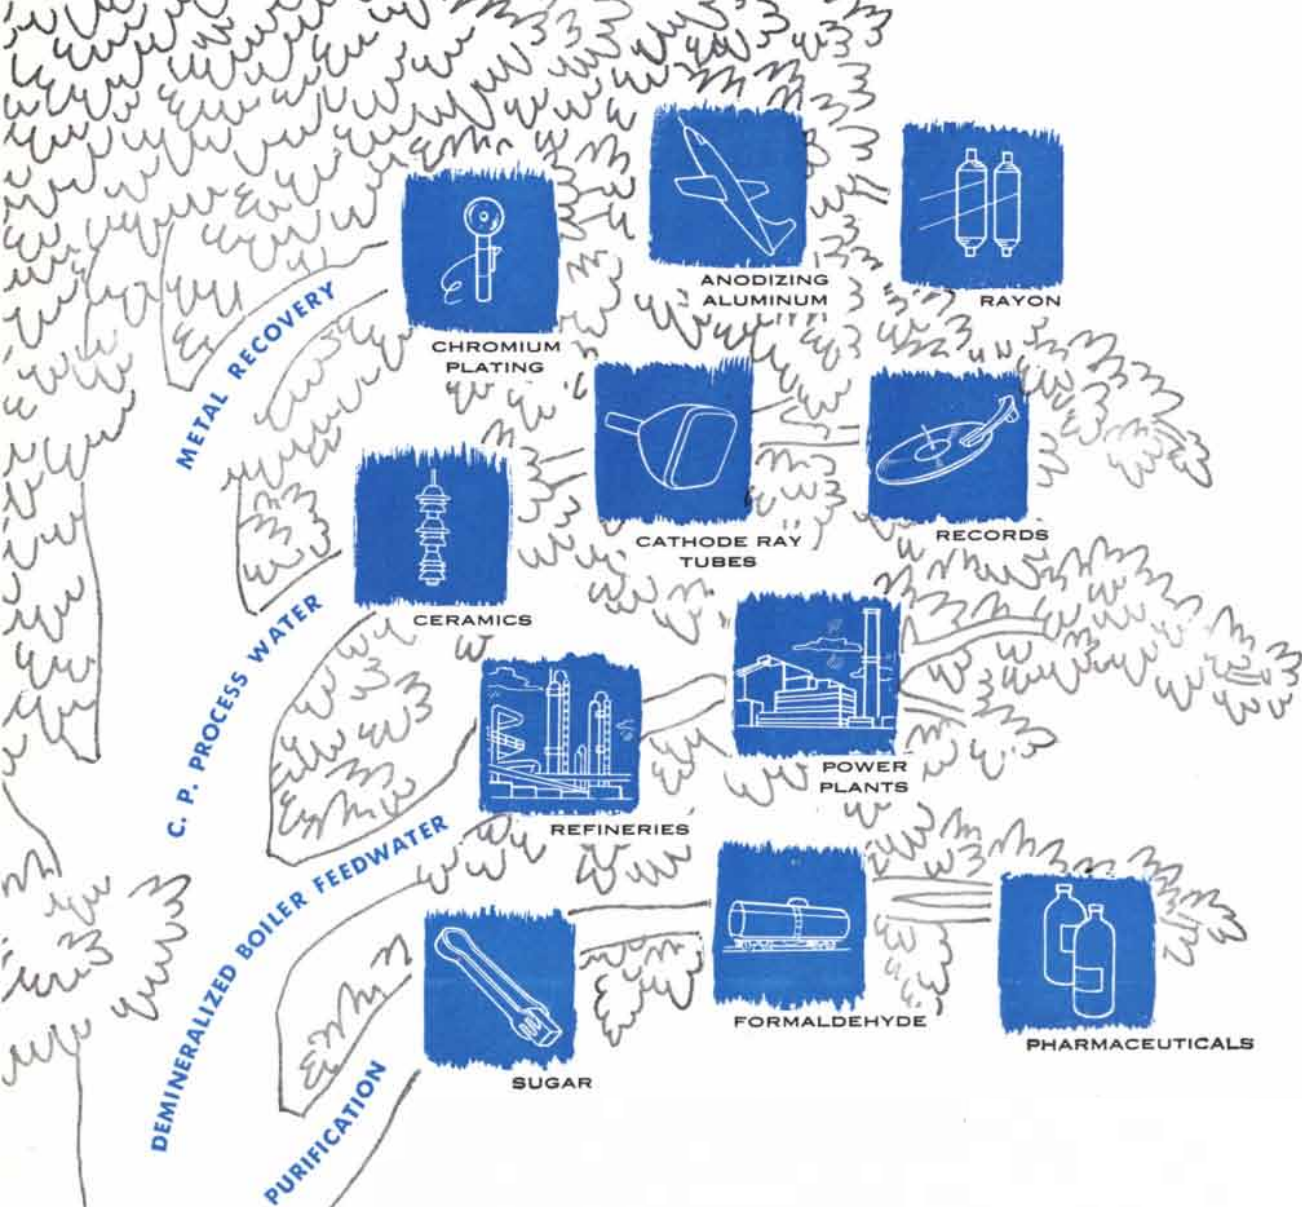 METAL RECOVERY
CHROMIUM
PLATING
ANODIZING
ALUMINUM
RAYON
C. P. PROCESS WATER
CERAMICS
CATHODE RAY
TUBES
RECORDS
DEMINERALIZED BOILER FEEDWATER
REFINERIES
POWER
PLANTS
PURIFICATION
SUGAR
FORMALDEHYDE
PHARMACEUTICALS